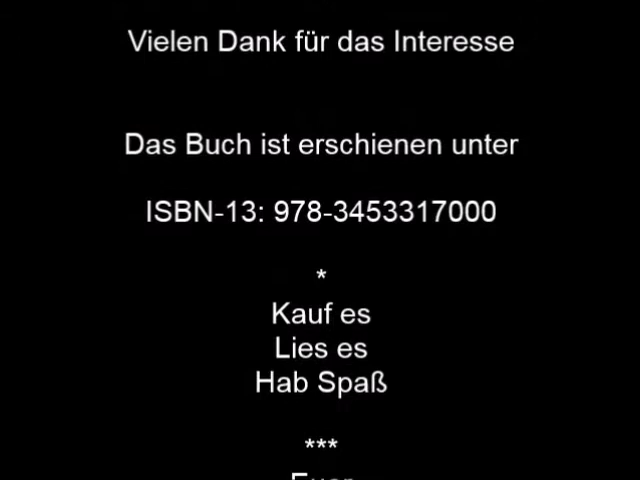 Vielen Dank für das Interesse
Das Buch ist erschienen unter
ISBN-13: 978-3453317000
*
Kauf es
Lies es
Hab Spaß
***